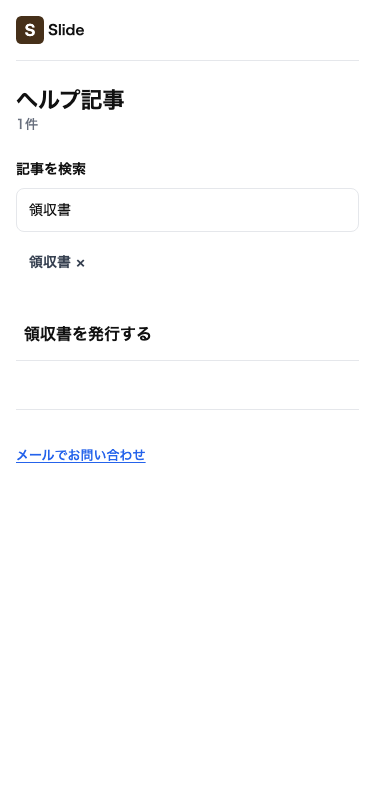 S Slide
ヘルプ記事
1件
記事を検索
領収書
領収書 ×
領収書を発行する
メールでお問い合わせ